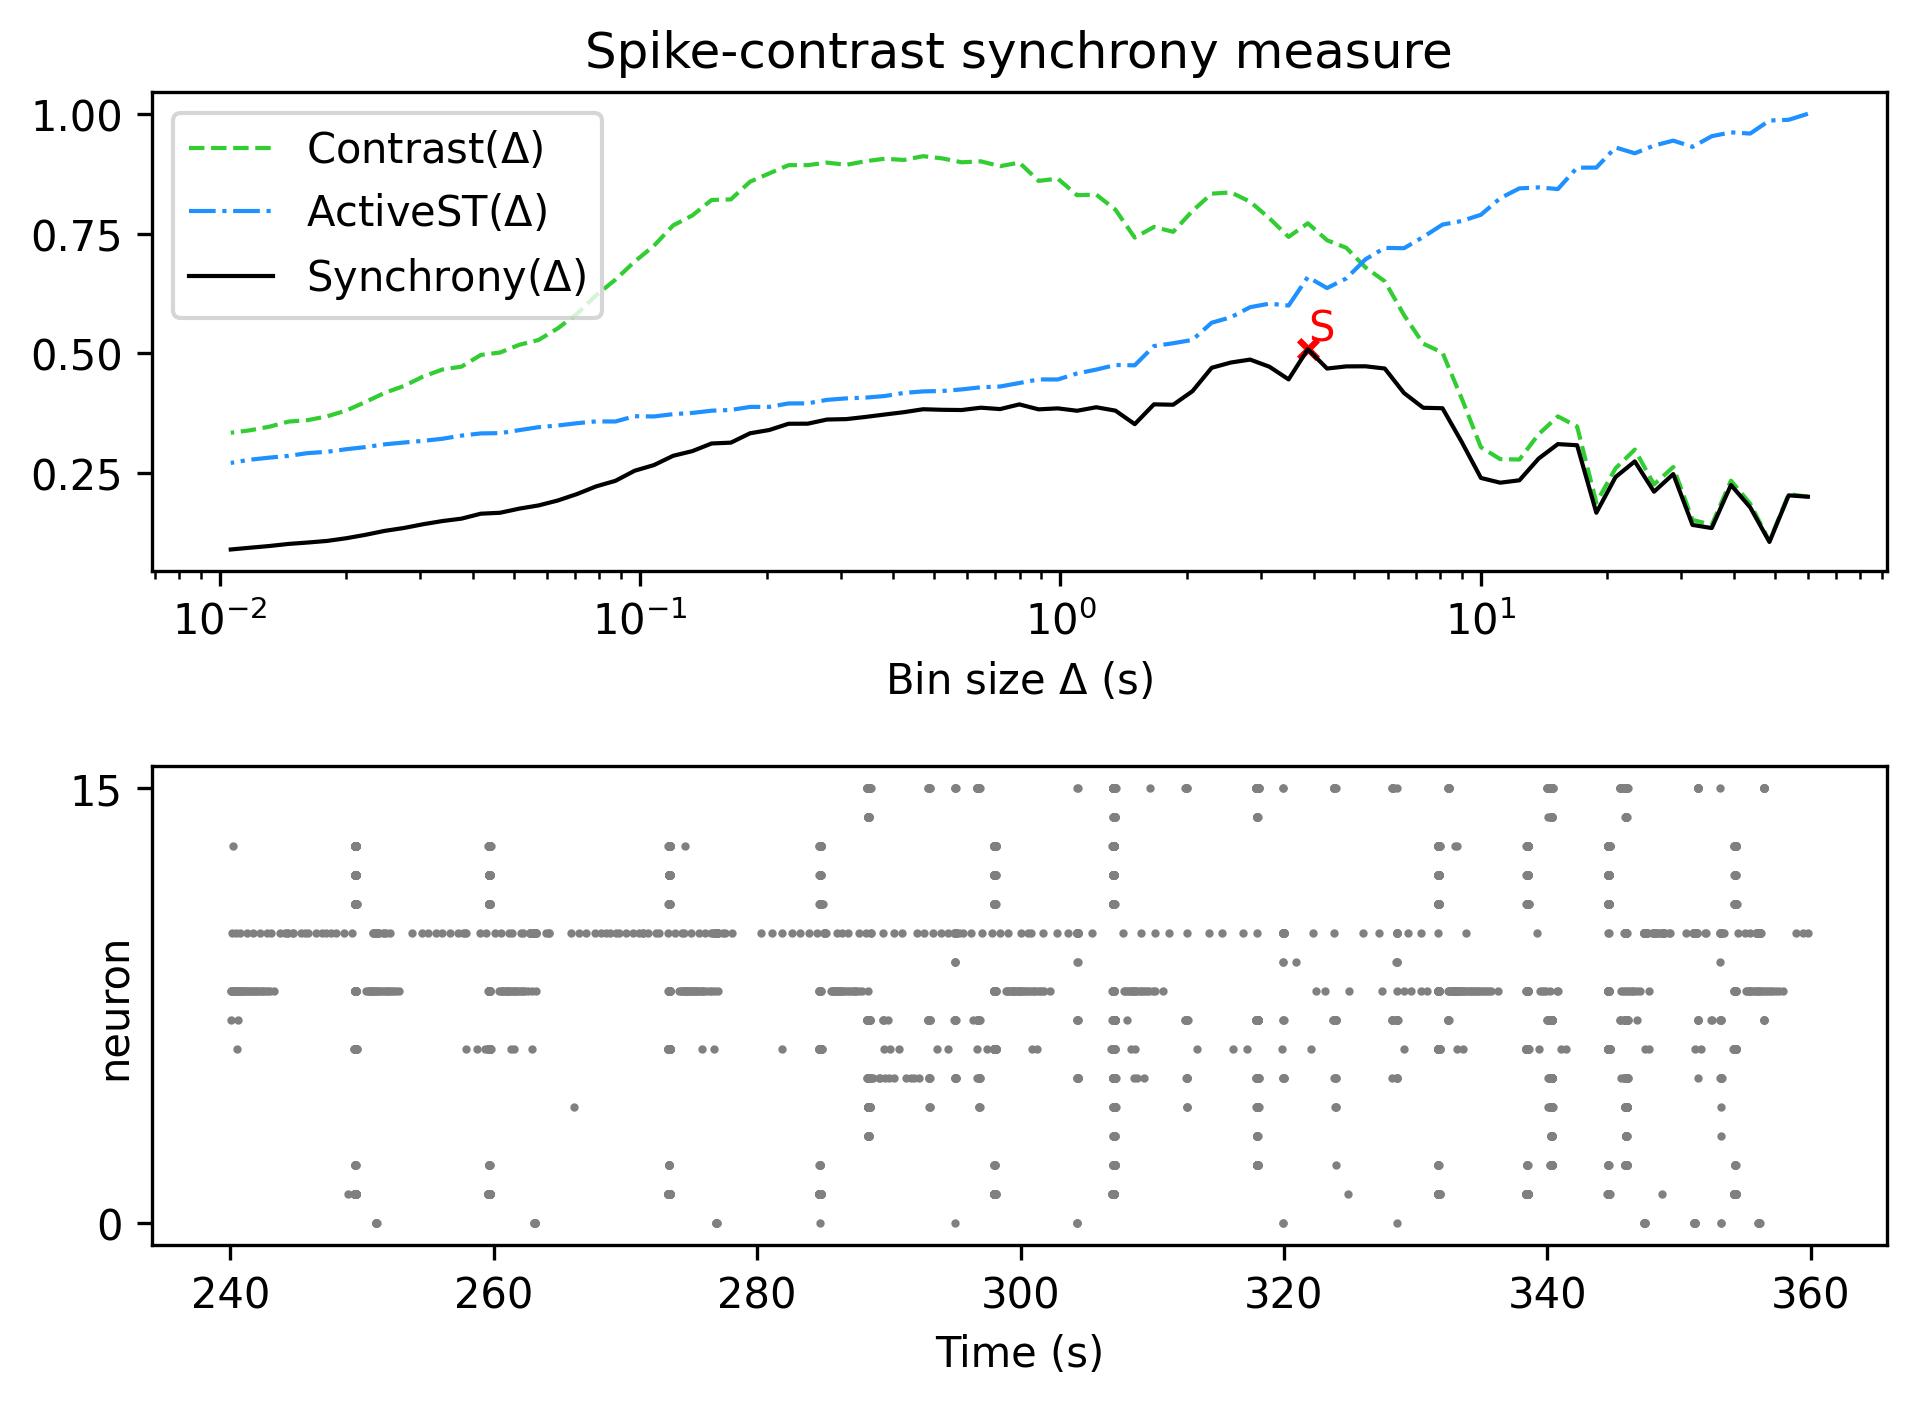 Spike-contrast synchrony measure
1.00
0.75
0.50
0.25
Contrast(Δ)
ActiveST(Δ)
Synchrony(Δ)
S
10⁻² 10⁻¹ 10⁰ 10¹
Bin size Δ (s)
15
0
neuron
240 260 280 300 320 340 360
Time (s)